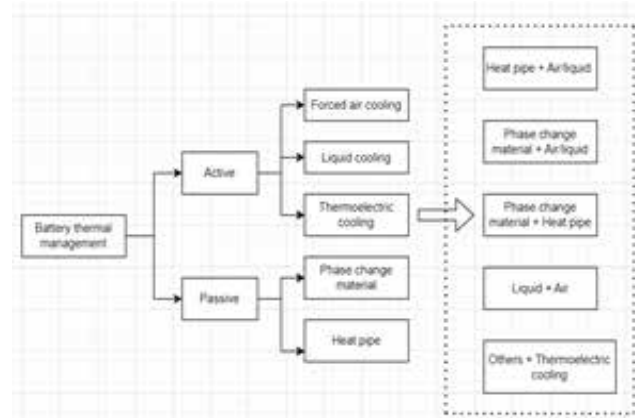 Battery thermal
management
Active
Passive
Forced air cooling
Liquid cooling
Thermoelectric
cooling
Phase change
material
Heat pipe
Heat pipe + Air/liquid
Phase change
material + Air/liquid
Phase change
material + Heat pipe
Liquid + Air
Others + Thermoelectric
cooling